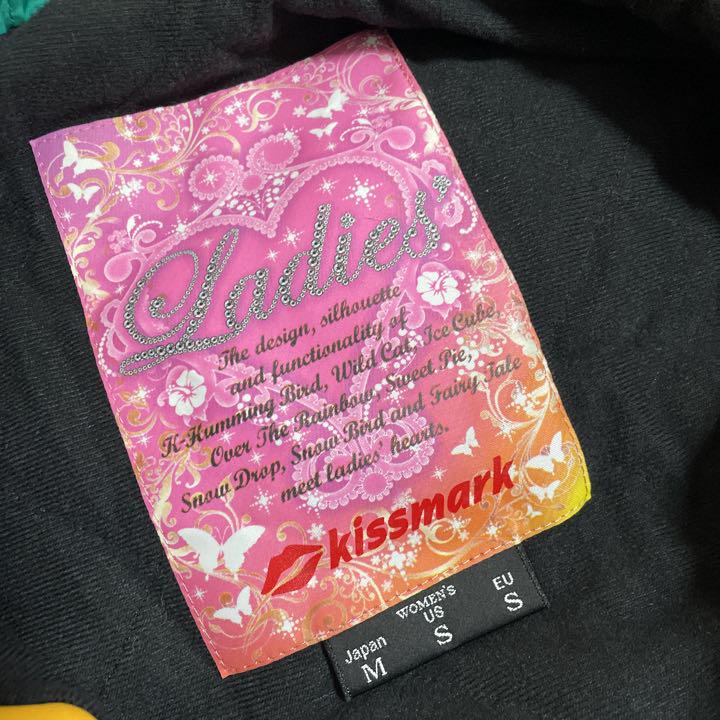 Ladies'
The design, silhouette
and functionality of
K-Humming Bird, Wild Cat, Ice Cube,
Over The Rainbow, Sweet Pie,
Snow Drop, Snow Bird and Fairy Tale
meet ladies' hearts.
kissmark
Japan
M
WOMEN'S
US
S
EU
S